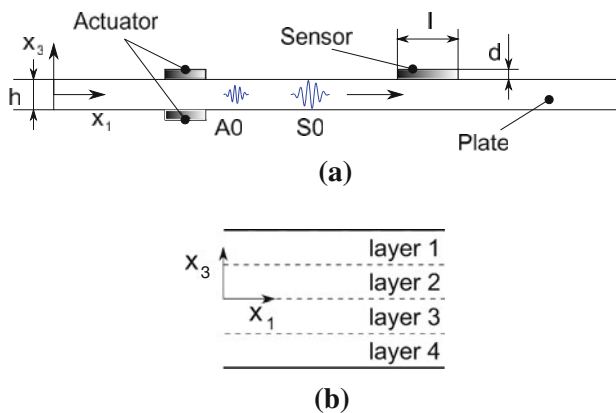 Actuator
Sensor
l
x3
d
h
x1
A0
S0
Plate
(a)
layer 1
x3
layer 2
x1
layer 3
layer 4
(b)